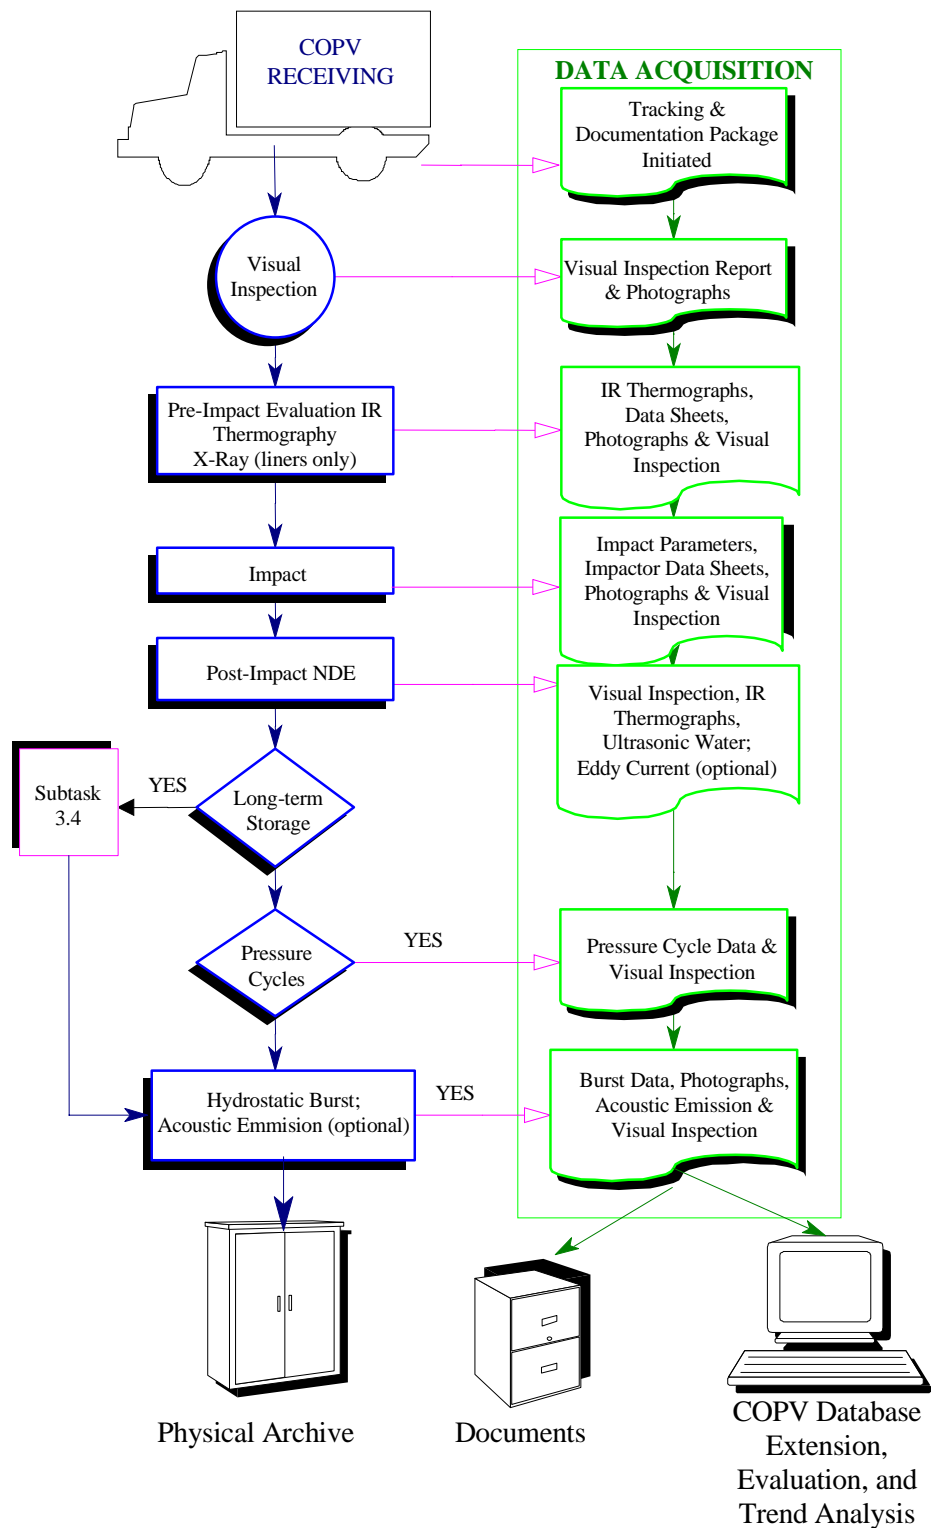 COPV
RECEIVING
DATA ACQUISITION
Tracking &
Documentation Package
Initiated
Visual
Inspection
Visual Inspection Report
& Photographs
Pre-Impact Evaluation IR
Thermography
X-Ray (liners only)
IR Thermographs,
Data Sheets,
Photographs & Visual
Inspection
Impact
Impact Parameters,
Impactor Data Sheets,
Photographs & Visual
Inspection
Post-Impact NDE
Visual Inspection, IR
Thermographs,
Ultrasonic Water;
Eddy Current (optional)
Subtask
3.4
YES
Long-term
Storage
Pressure
Cycles
YES
Pressure Cycle Data &
Visual Inspection
Hydrostatic Burst;
Acoustic Emmision (optional)
YES
Burst Data, Photographs,
Acoustic Emission &
Visual Inspection
Physical Archive
Documents
COPV Database
Extension,
Evaluation, and
Trend Analysis